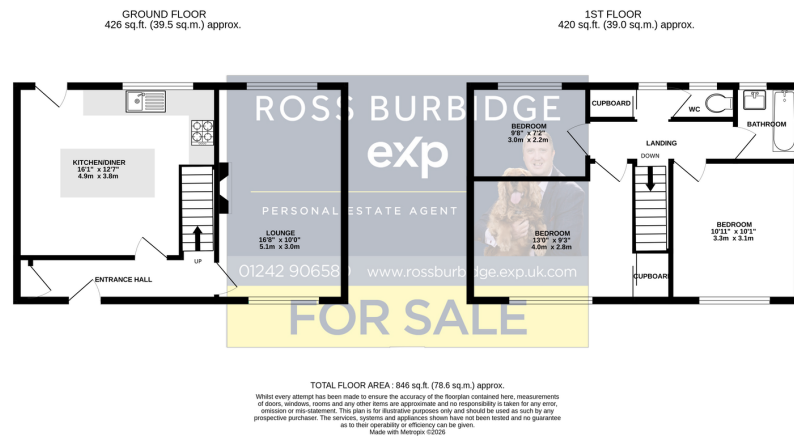 GROUND FLOOR
426 sq.ft. (39.5 sq.m.) approx.
1ST FLOOR
420 sq.ft. (39.0 sq.m.) approx.
ROSS BURBIDGE
exp
PERSONAL ESTATE AGENT
01242 90658
www.rossburbidge.exp.uk.com
FOR SALE
KITCHEN/DINER
16'1" x 12'7"
4.9m x 3.8m
UP
LOUNGE
16'8" x 10'0"
5.1m x 3.0m
ENTRANCE HALL
BEDROOM
9'8" x 7'2"
3.0m x 2.2m
CUPBOARD
WC
BATHROOM
LANDING
DOWN
BEDROOM
13'0" x 9'3"
4.0m x 2.8m
BEDROOM
10'11" x 10'1"
3.3m x 3.1m
CUPBOARD
TOTAL FLOOR AREA : 846 sq.ft. (78.6 sq.m.) approx.
Whilst every attempt has been made to ensure the accuracy of the floorplan contained here, measurements
of doors, windows, rooms and any other items are approximate and no responsibility is taken for any error,
omission or mis-statement. This plan is for illustrative purposes only and should be used as such by any
prospective purchaser. The services, systems and appliances shown have not been tested and no guarantee
as to their operability or efficiency can be given.
Made with Metropix ©2026